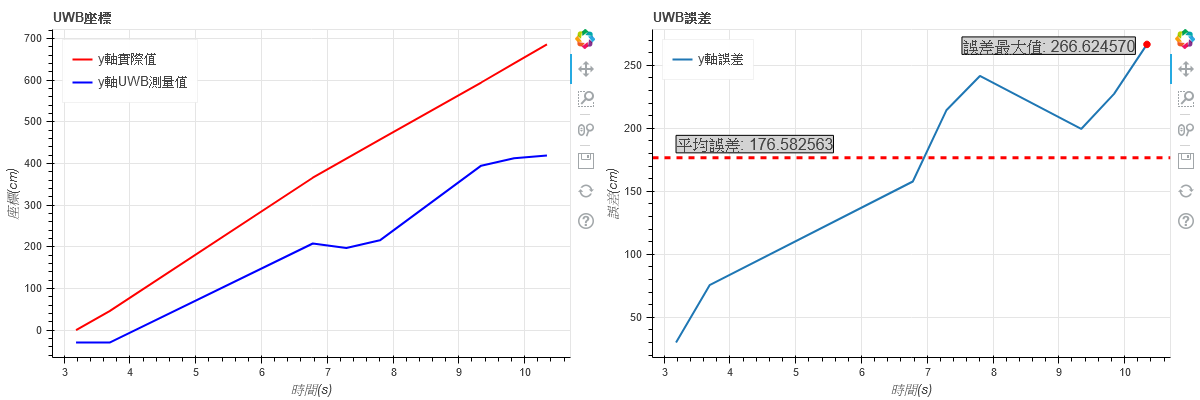 UWB座標
700
600
500
400
300
200
100
0
座標(cm)
y軸實際值
y軸UWB測量值
3 4 5 6 7 8 9 10
時間(s)
UWB誤差
250
200
150
100
50
誤差(cm)
y軸誤差
誤差最大值: 266.624570
平均誤差: 176.582563
3 4 5 6 7 8 9 10
時間(s)